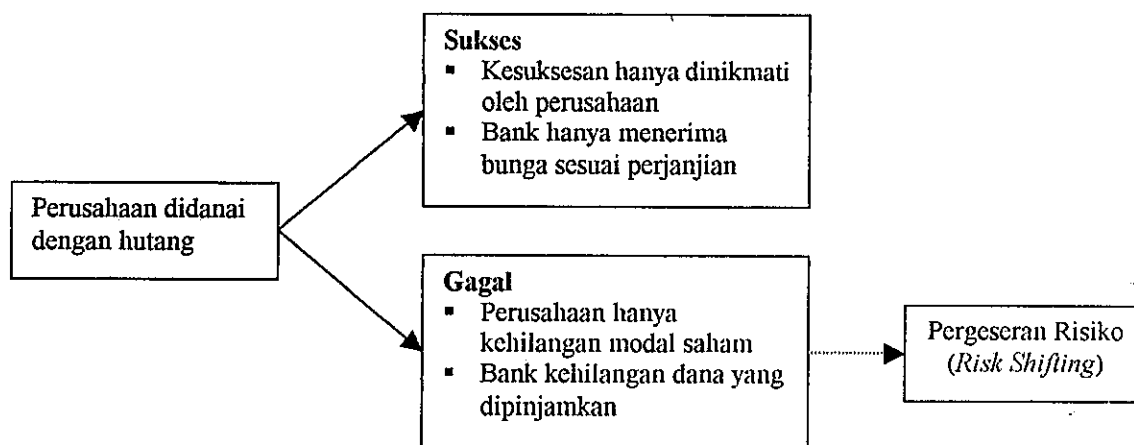 Perusahaan didanai
dengan hutang
Sukses
▪ Kesuksesan hanya dinikmati
oleh perusahaan
▪ Bank hanya menerima
bunga sesuai perjanjian
Gagal
▪ Perusahaan hanya
kehilangan modal saham
▪ Bank kehilangan dana yang
dipinjamkan
Pergeseran Risiko
(Risk Shifting)